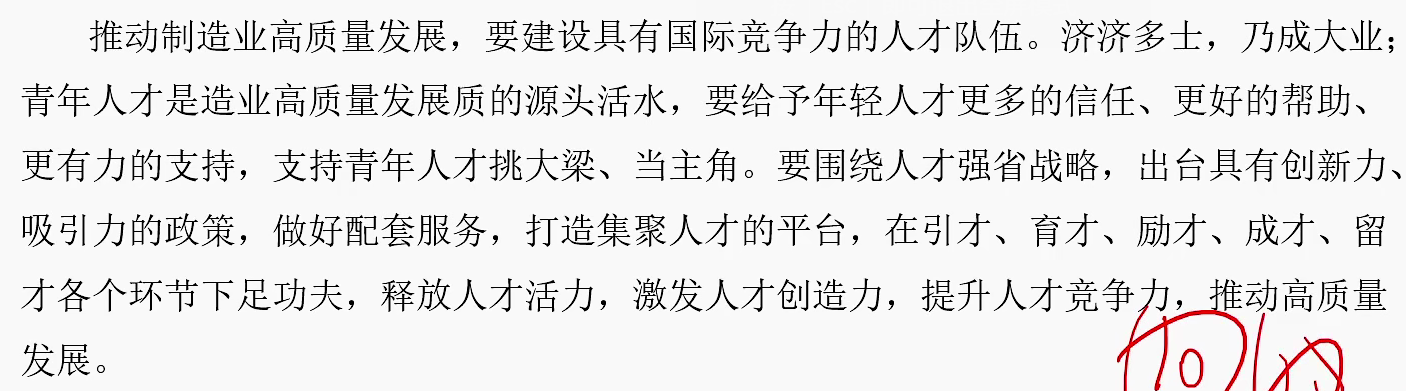 推动制造业高质量发展，要建设具有国际竞争力的人才队伍。济济多士，乃成大业；
青年人才是造业高质量发展质的源头活水，要给予年轻人才更多的信任、更好的帮助、
更有力的支持，支持青年人才挑大梁、当主角。要围绕人才强省战略，出台具有创新力、
吸引力的政策，做好配套服务，打造集聚人才的平台，在引才、育才、励才、成才、留
才各个环节下足功夫，释放人才活力，激发人才创造力，提升人才竞争力，推动高质量
发展。